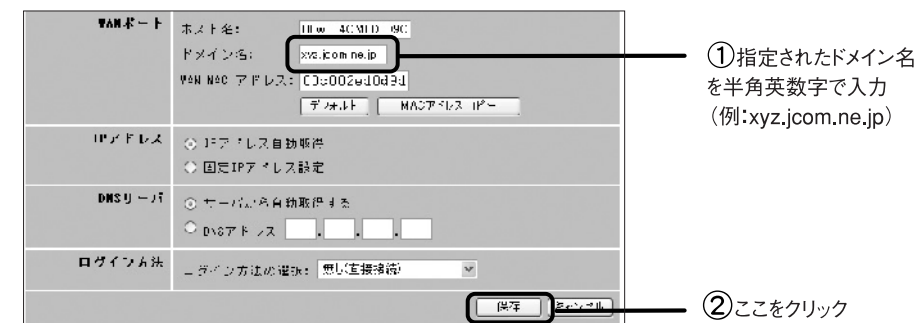 WANポート
ホスト名:
ドメイン名: xyz.jcom.ne.jp
WAN MAC アドレス:
デフォルト MACアドレス コピー
IPアドレス
IPアドレス自動取得
固定IPアドレス設定
DNSサーバ
サーバから自動取得する
DNSアドレス . . .
ログイン方法
ログイン方法の選択: 無し(直接接続)
保存 キャンセル
①指定されたドメイン名
を半角英数字で入力
(例:xyz.jcom.ne.jp)
②ここをクリック